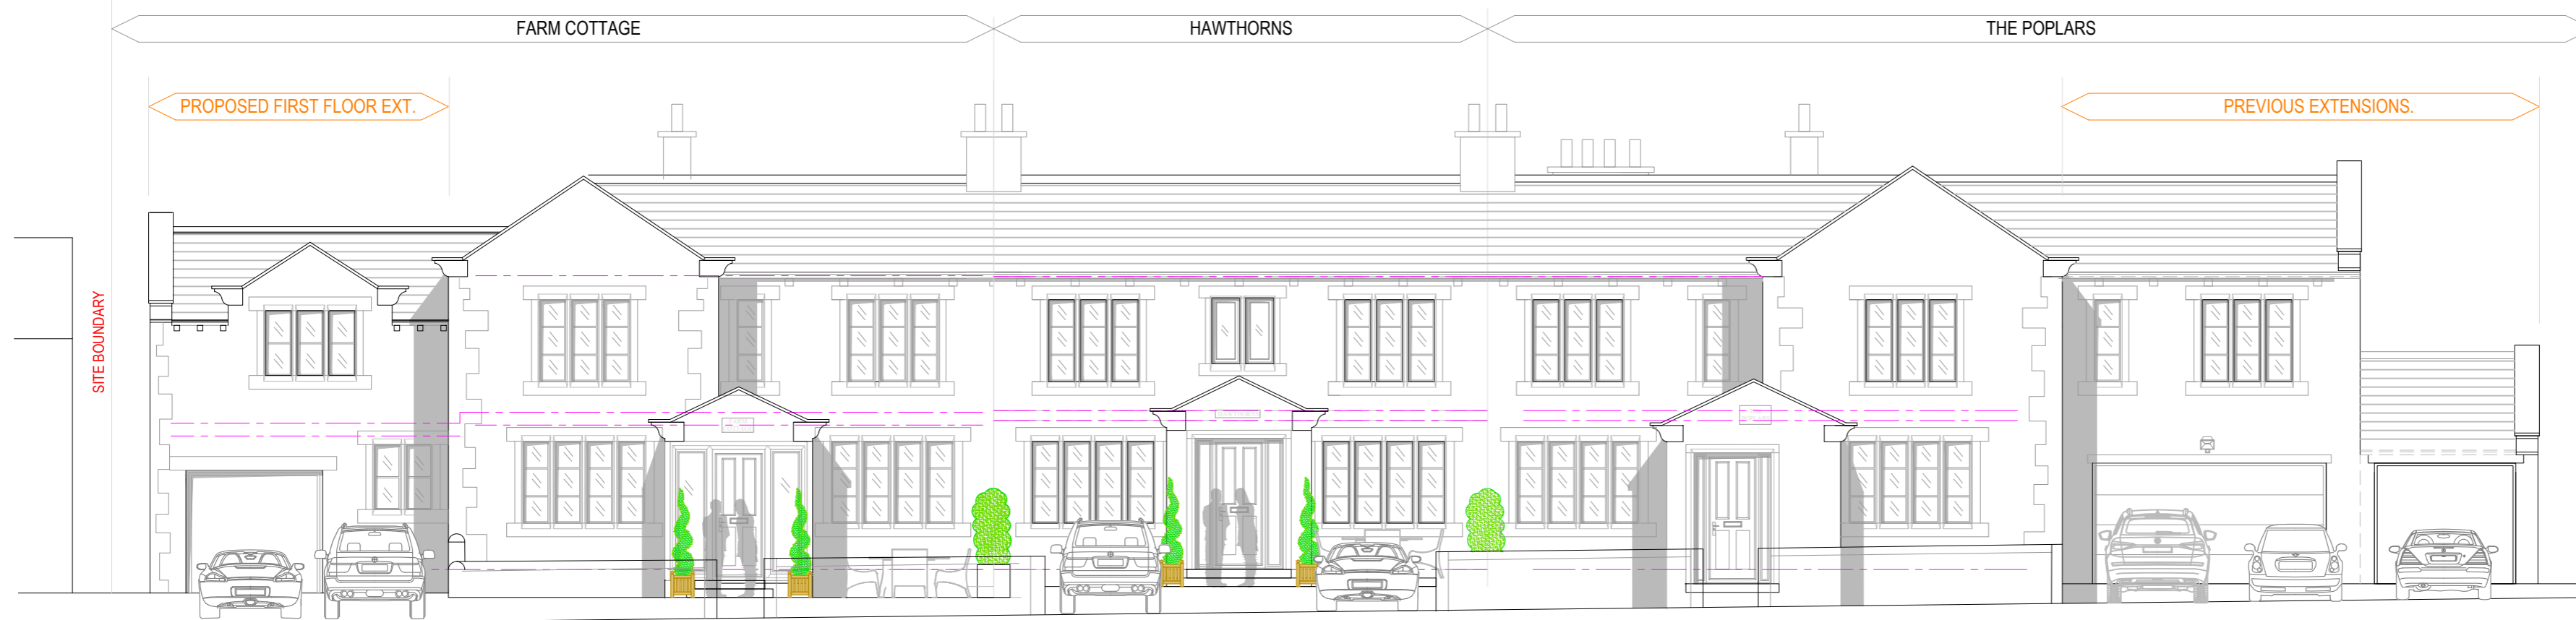 FARM COTTAGE
HAWTHORNS
THE POPLARS
PROPOSED FIRST FLOOR EXT.
PREVIOUS EXTENSIONS.
SITE BOUNDARY